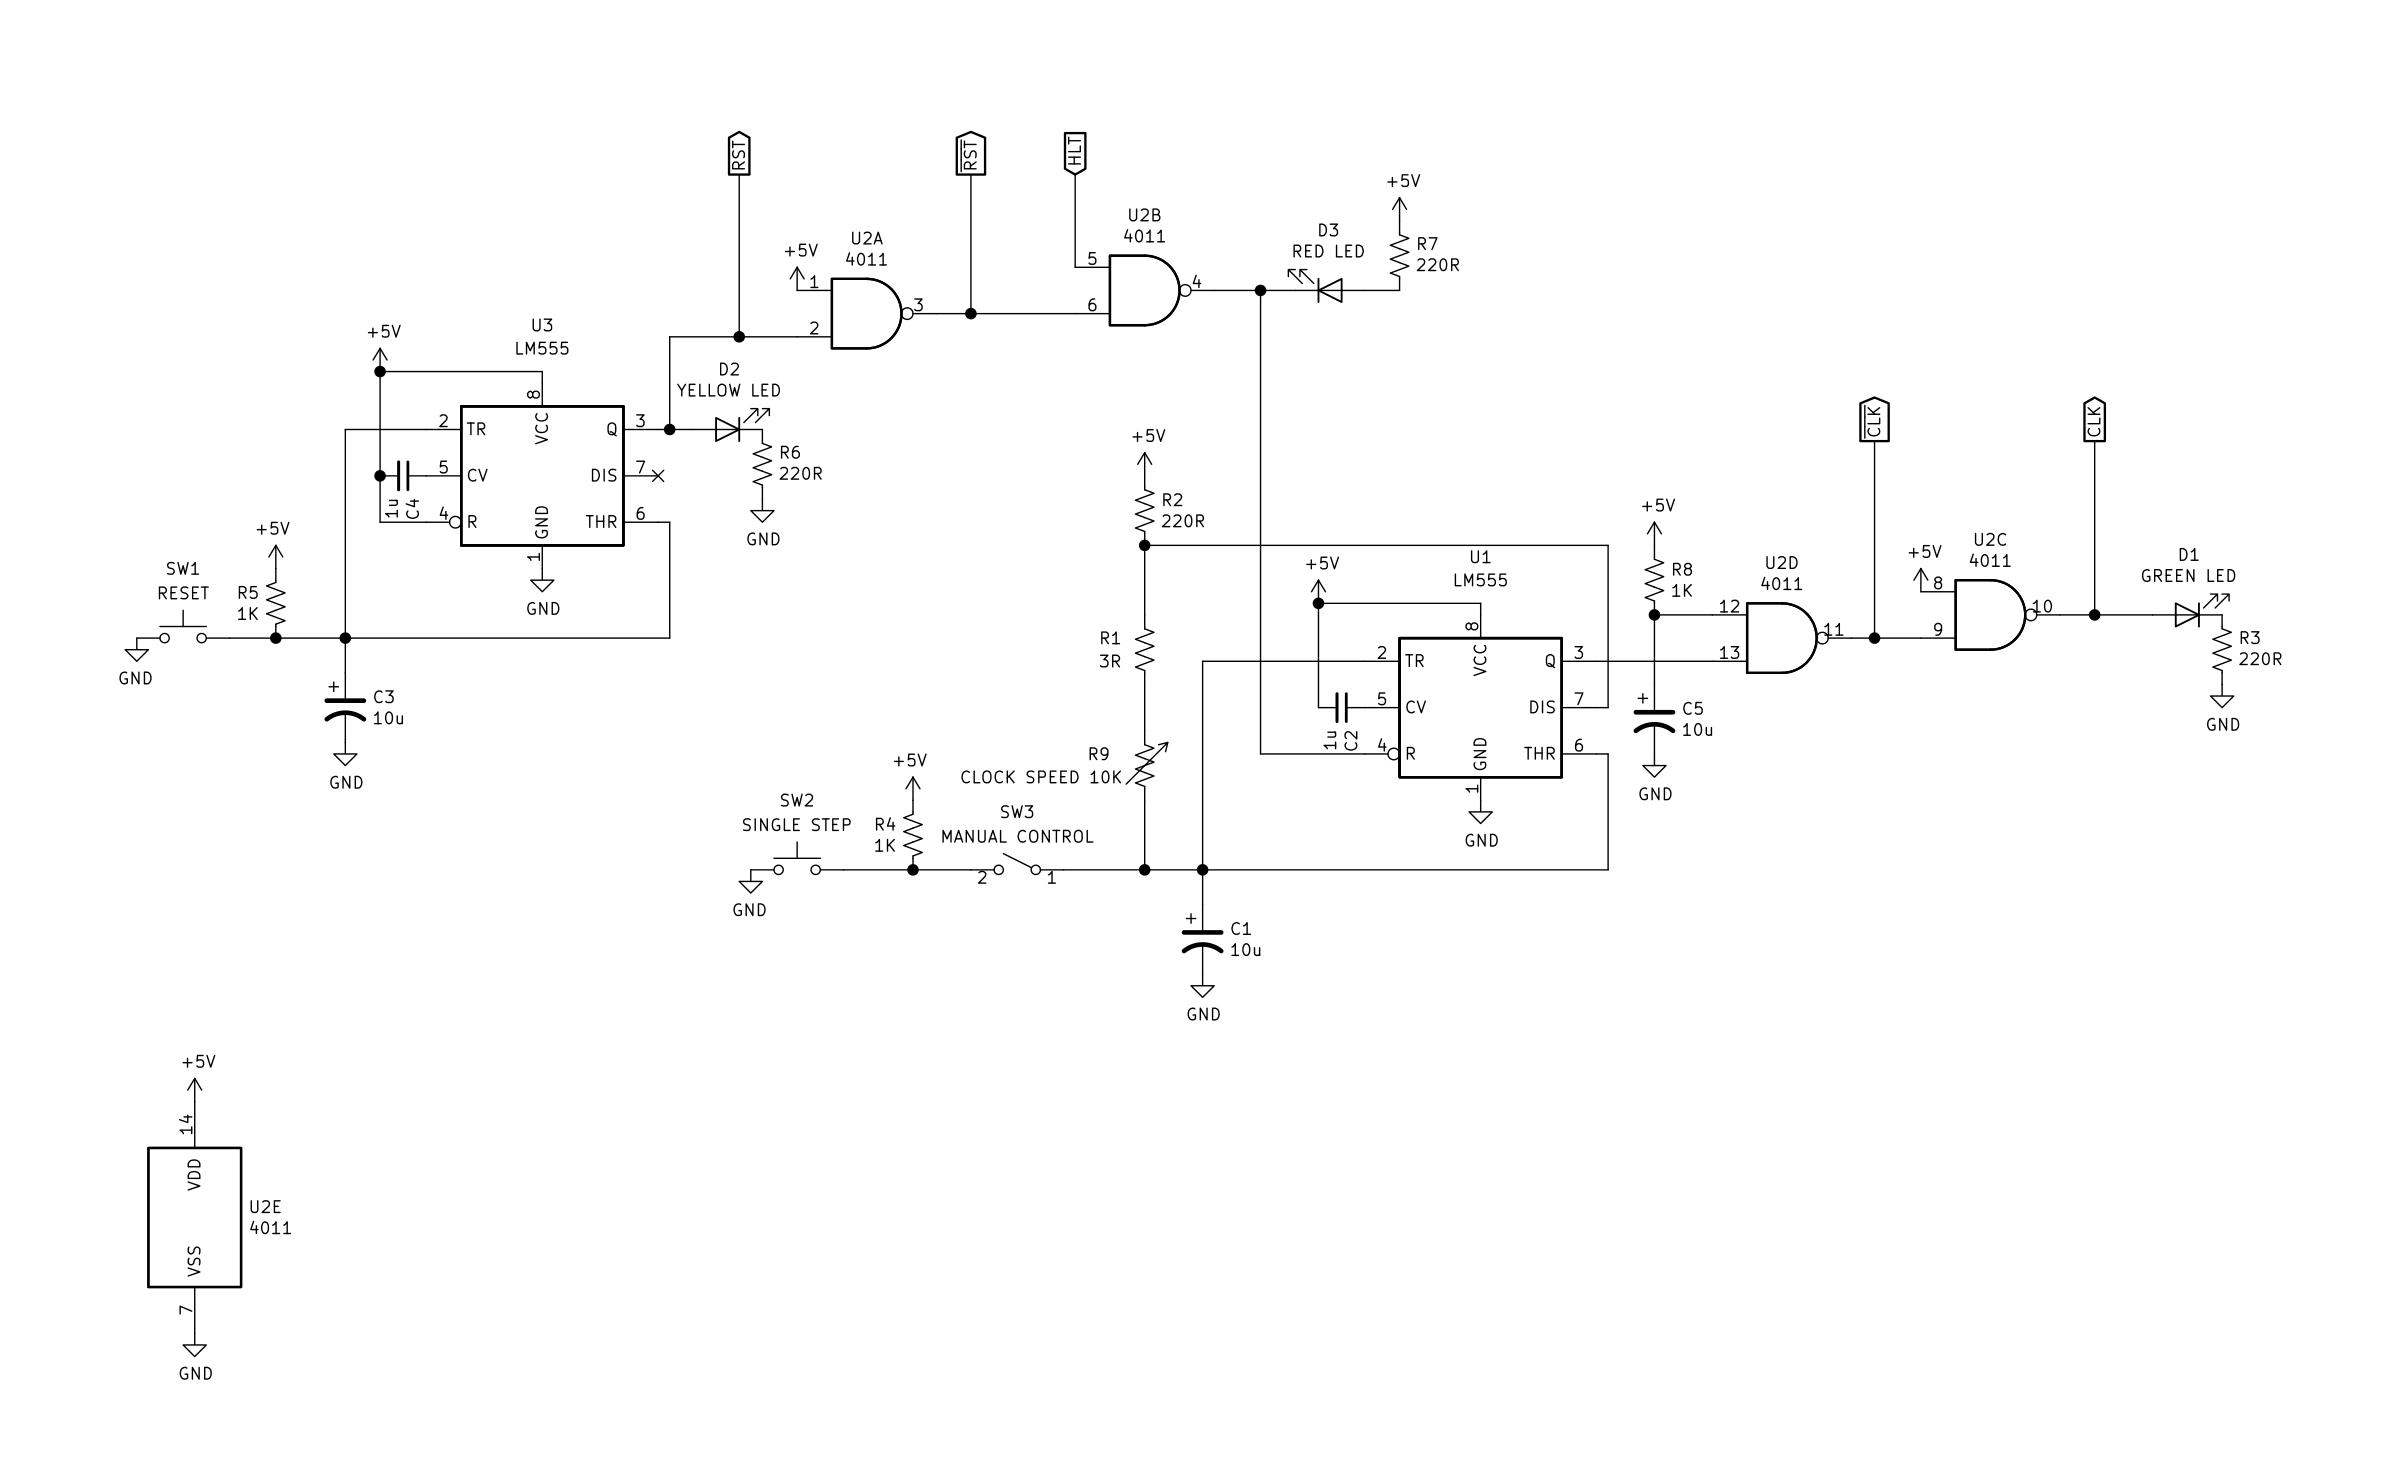 RST
RST
HLT
+5V
U2B
4011
D3
RED LED
R7
220R
U2A
4011
+5V
1
2
3
5
6
4
+5V
U3
LM555
8
VCC
2
TR
Q
3
5
CV
DIS
7
4
R
THR
6
GND
1
GND
1u
C4
D2
YELLOW LED
R6
220R
GND
+5V
SW1
RESET
R5
1K
GND
C3
10u
+
GND
+5V
R2
220R
R1
3R
R9
CLOCK SPEED 10K
+5V
U1
LM555
8
VCC
2
TR
Q
3
5
CV
DIS
7
4
R
THR
6
GND
1
GND
1u
C2
+5V
SW2
SINGLE STEP
R4
1K
SW3
MANUAL CONTROL
2
1
GND
+
C1
10u
GND
CLK
CLK
+5V
R8
1K
U2D
4011
12
13
11
+
C5
10u
GND
+5V
U2C
4011
8
9
10
D1
GREEN LED
R3
220R
GND
+5V
14
VDD
U2E
4011
VSS
7
GND